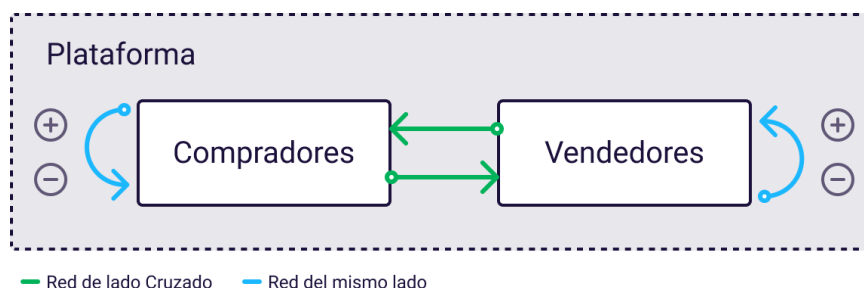 Plataforma
+ Compradores Vendedores +
− −
Red de lado Cruzado Red del mismo lado